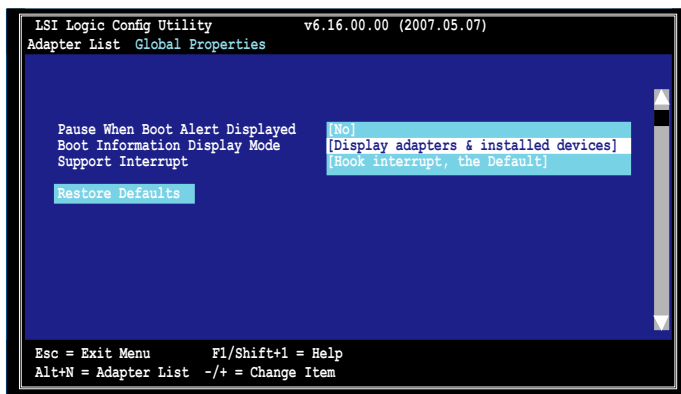 LSI Logic Config Utility v6.16.00.00 (2007.05.07)
Adapter List Global Properties
Pause When Boot Alert Displayed [No]
Boot Information Display Mode [Display adapters & installed devices]
Support Interrupt [Hook interrupt, the Default]
Restore Defaults
Esc = Exit Menu F1/Shift+1 = Help
Alt+N = Adapter List -/+ = Change Item